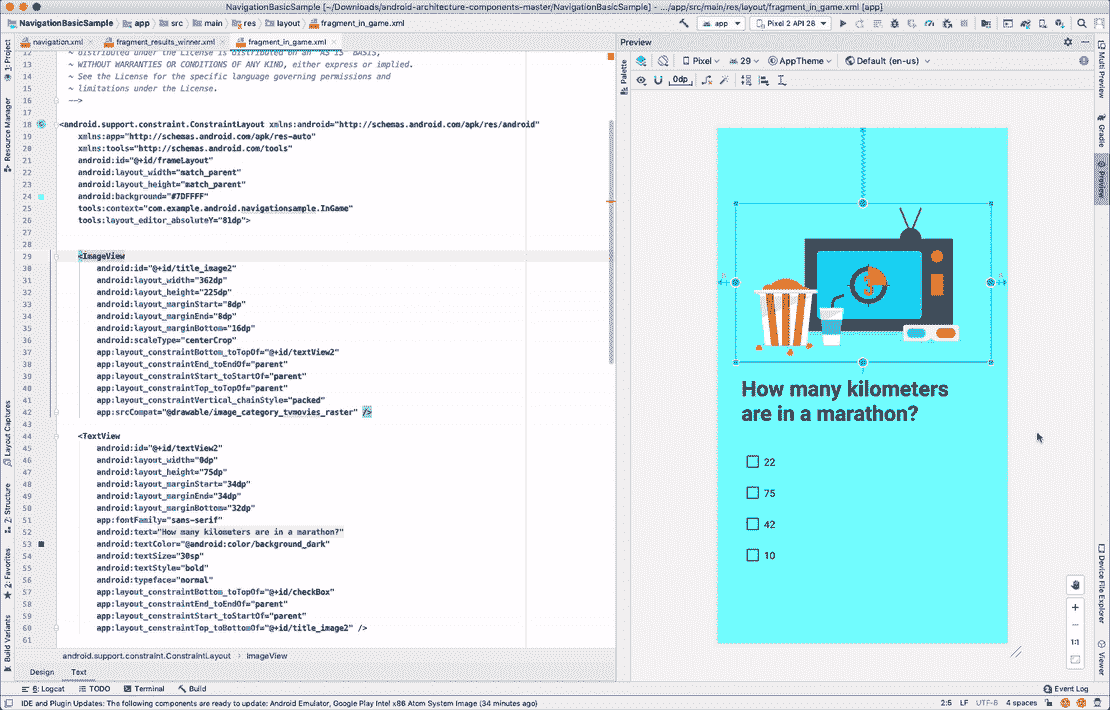 NavigationBasicSample [~/Downloads/android-architecture-components-master/NavigationBasicSample] - .../app/src/main/res/layout/fragment_in_game.xml [app]
NavigationBasicSample app src main res layout fragment_in_game.xml
app Pixel 2 API 28
navigation.xml fragment_results_winner.xml fragment_in_game.xml
Preview
Pixel 29 AppTheme Default (en-us)
0dp
Palette
1: Project
Resource Manager
Layout Captures
Z: Structure
2: Favorites
Build Variants
12 ~ distributed under the License is distributed on an "AS IS" BASIS,
13 ~ WITHOUT WARRANTIES OR CONDITIONS OF ANY KIND, either express or implied.
14 ~ See the License for the specific language governing permissions and
15 ~ limitations under the License.
16 -->
17
18 <android.support.constraint.ConstraintLayout xmlns:android="http://schemas.android.com/apk/res/android"
19 xmlns:app="http://schemas.android.com/apk/res-auto"
20 xmlns:tools="http://schemas.android.com/tools"
21 android:id="@+id/frameLayout"
22 android:layout_width="match_parent"
23 android:layout_height="match_parent"
24 android:background="#7DFFFF"
25 tools:context="com.example.android.navigationsample.InGame"
26 tools:layout_editor_absoluteY="81dp">
27
28
29 <ImageView
30 android:id="@+id/title_image2"
31 android:layout_width="362dp"
32 android:layout_height="225dp"
33 android:layout_marginStart="8dp"
34 android:layout_marginEnd="8dp"
35 android:layout_marginBottom="16dp"
36 android:scaleType="centerCrop"
37 app:layout_constraintBottom_toTopOf="@+id/textView2"
38 app:layout_constraintEnd_toEndOf="parent"
39 app:layout_constraintStart_toStartOf="parent"
40 app:layout_constraintTop_toTopOf="parent"
41 app:layout_constraintVertical_chainStyle="packed"
42 app:srcCompat="@drawable/image_category_tvmovies_raster" />
43
44 <TextView
45 android:id="@+id/textView2"
46 android:layout_width="0dp"
47 android:layout_height="75dp"
48 android:layout_marginStart="34dp"
49 android:layout_marginEnd="34dp"
50 android:layout_marginBottom="32dp"
51 app:fontFamily="sans-serif"
52 android:text="How many kilometers are in a marathon?"
53 android:textColor="@android:color/background_dark"
54 android:textSize="30sp"
55 android:textStyle="bold"
56 android:typeface="normal"
57 app:layout_constraintBottom_toTopOf="@+id/checkBox"
58 app:layout_constraintEnd_toEndOf="parent"
59 app:layout_constraintStart_toStartOf="parent"
60 app:layout_constraintTop_toBottomOf="@+id/title_image2" />
61
3
How many kilometers
are in a marathon?
22
75
42
10
1:1
Multi Preview
Gradle
Preview
Device File Explorer
Viewer
android.support.constraint.ConstraintLayout ImageView
Design Text
6: Logcat TODO Terminal Build Event Log
IDE and Plugin Updates: The following components are ready to update: Android Emulator, Google Play Intel x86 Atom System Image (34 minutes ago) 2:5 LF UTF-8 4 spaces